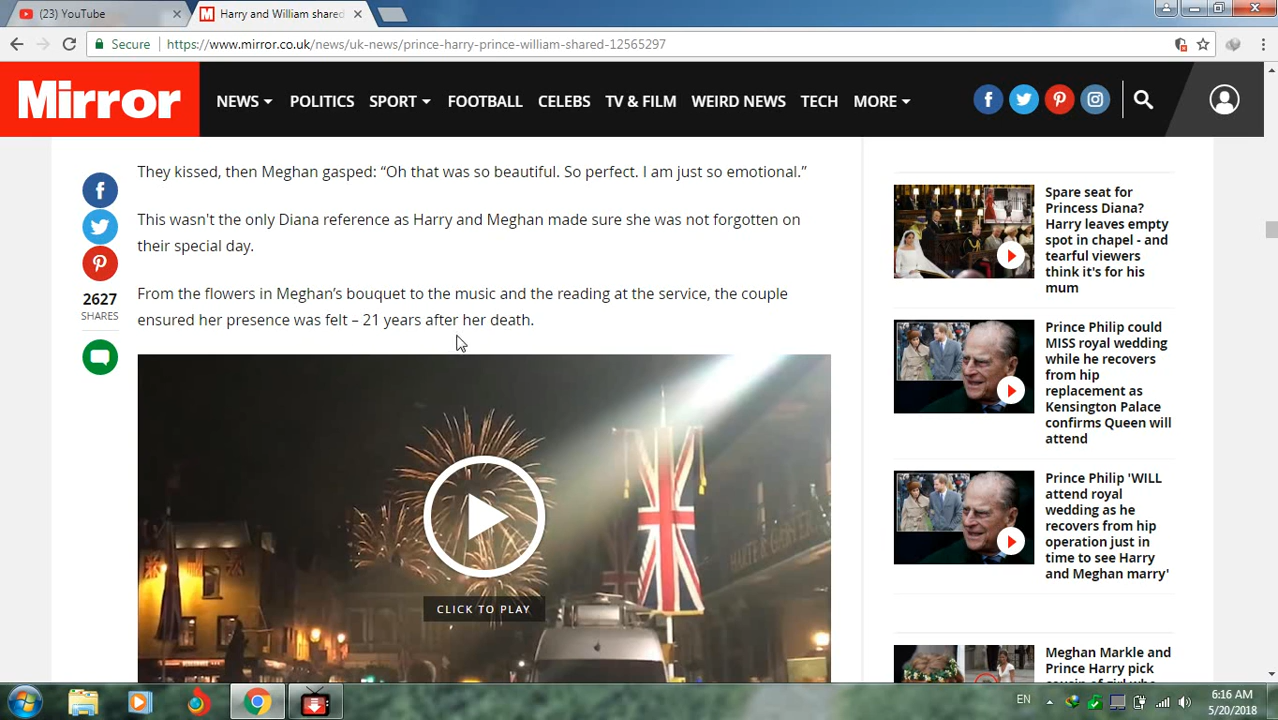 (23) YouTube
Harry and William shared
Secure
https://www.mirror.co.uk/news/uk-news/prince-harry-prince-william-shared-12565297
Mirror
NEWS
POLITICS
SPORT
FOOTBALL
CELEBS
TV & FILM
WEIRD NEWS
TECH
MORE
They kissed, then Meghan gasped: “Oh that was so beautiful. So perfect. I am just so emotional.”
This wasn't the only Diana reference as Harry and Meghan made sure she was not forgotten on
their special day.
From the flowers in Meghan’s bouquet to the music and the reading at the service, the couple
ensured her presence was felt – 21 years after her death.
2627
SHARES
CLICK TO PLAY
Spare seat for
Princess Diana?
Harry leaves empty
spot in chapel - and
tearful viewers
think it's for his
mum
Prince Philip could
MISS royal wedding
while he recovers
from hip
replacement as
Kensington Palace
confirms Queen will
attend
Prince Philip 'WILL
attend royal
wedding as he
recovers from hip
operation just in
time to see Harry
and Meghan marry'
Meghan Markle and
Prince Harry pick
EN
6:16 AM
5/20/2018